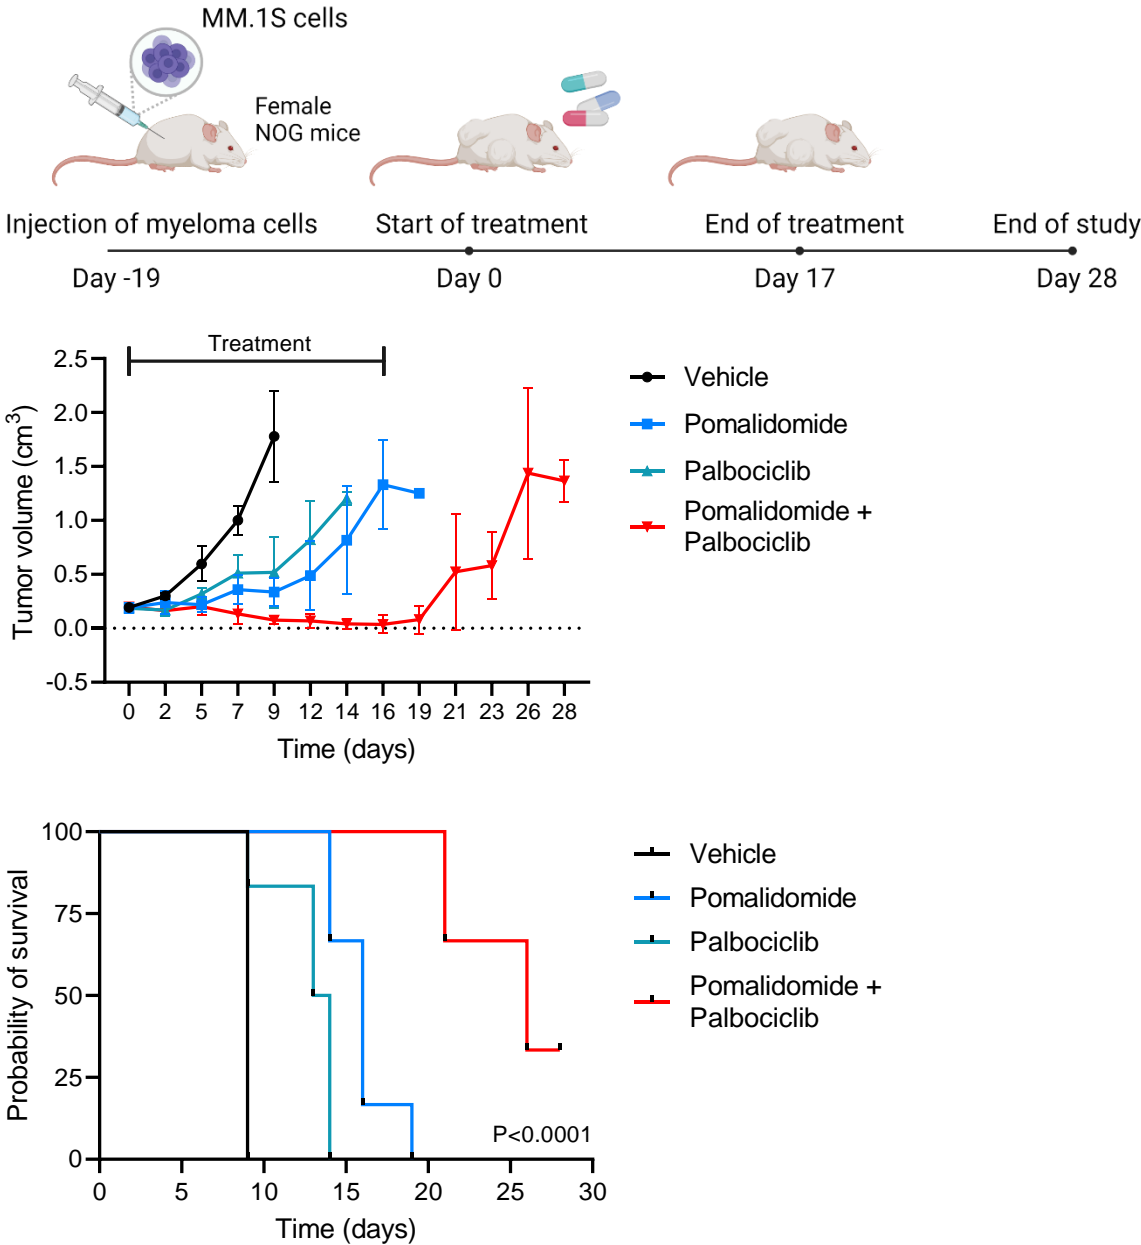 MM.1S cells
Female
NOG mice
Injection of myeloma cells
Start of treatment
End of treatment
End of study
Day -19
Day 0
Day 17
Day 28
Treatment
2.5
2.0
1.5
1.0
0.5
0.0
-0.5
Tumor volume (cm³)
0 2 5 7 9 12 14 16 19 21 23 26 28
Time (days)
Vehicle
Pomalidomide
Palbociclib
Pomalidomide +
Palbociclib
100
75
50
25
0
Probability of survival
P<0.0001
0 5 10 15 20 25 30
Time (days)
Vehicle
Pomalidomide
Palbociclib
Pomalidomide +
Palbociclib